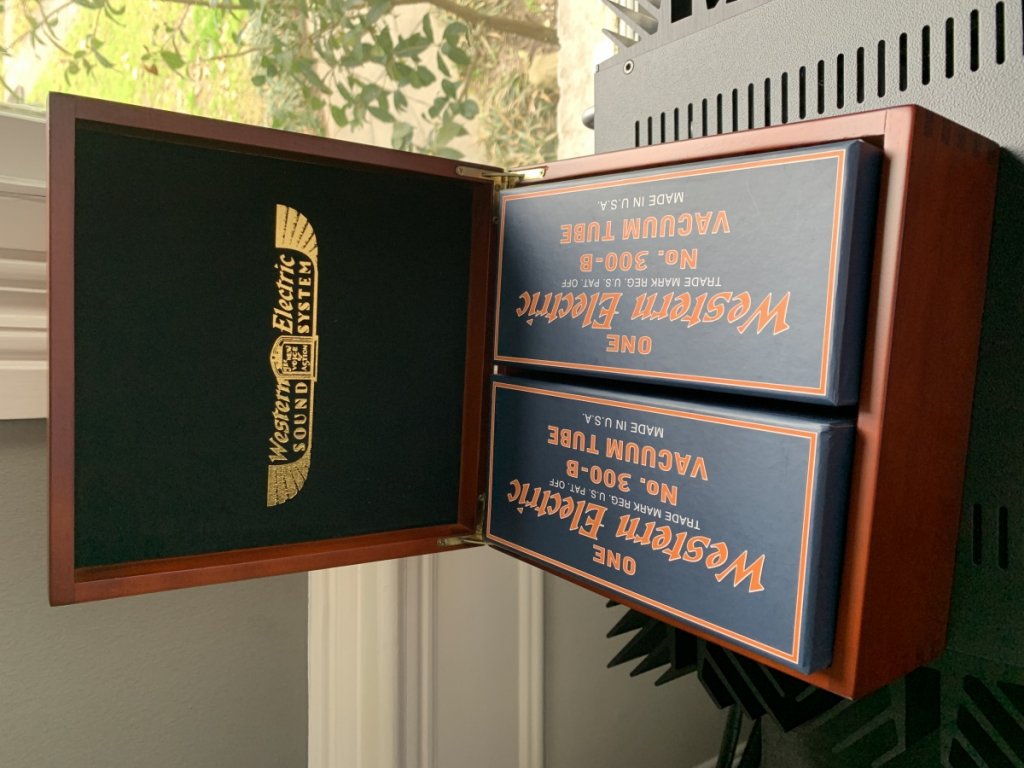 Western Electric
SOUND SYSTEM
ONE
Western Electric
TRADE MARK REG. U.S. PAT. OFF
No. 300-B
VACUUM TUBE
MADE IN U.S.A.
ONE
Western Electric
TRADE MARK REG. U.S. PAT. OFF
No. 300-B
VACUUM TUBE
MADE IN U.S.A.